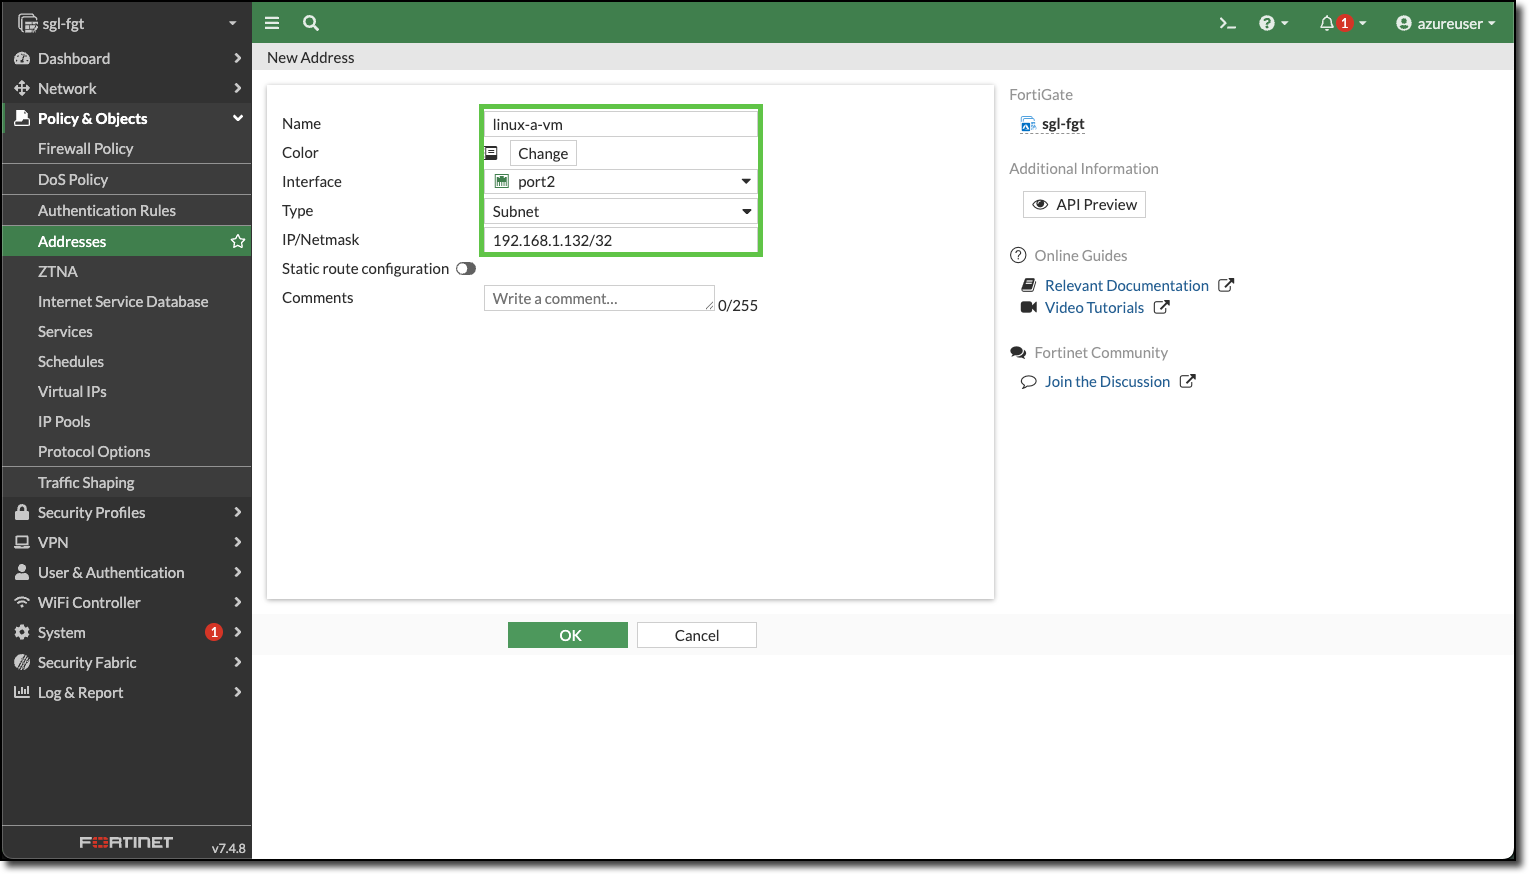 sgl-fgt
Dashboard
Network
Policy & Objects
Firewall Policy
DoS Policy
Authentication Rules
Addresses
ZTNA
Internet Service Database
Services
Schedules
Virtual IPs
IP Pools
Protocol Options
Traffic Shaping
Security Profiles
VPN
User & Authentication
WiFi Controller
System 1
Security Fabric
Log & Report
FORTINET v7.4.8
>_ ? 1 azureuser
New Address
Name linux-a-vm
Color Change
Interface port2
Type Subnet
IP/Netmask 192.168.1.132/32
Static route configuration
Comments Write a comment... 0/255
OK Cancel
FortiGate
sgl-fgt
Additional Information
API Preview
? Online Guides
Relevant Documentation
Video Tutorials
Fortinet Community
Join the Discussion